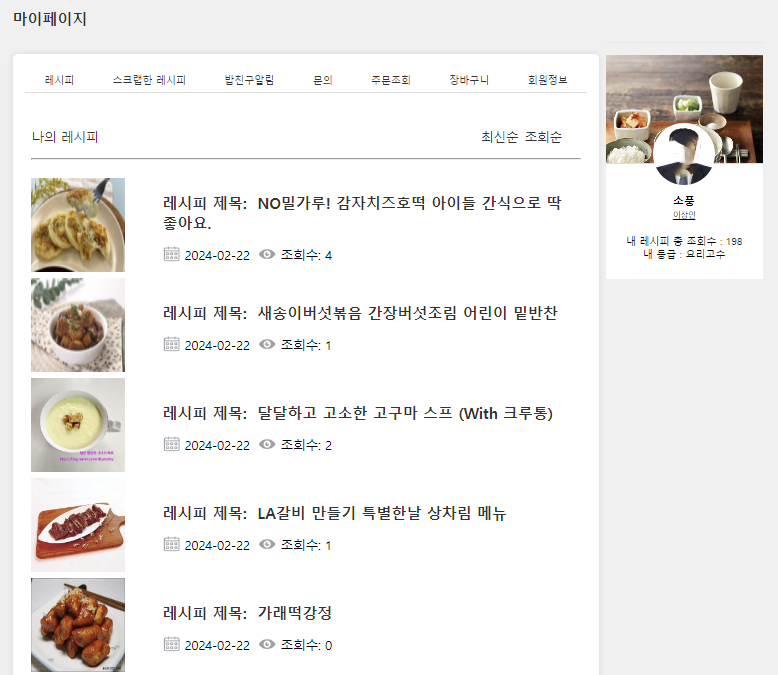 마이페이지
레시피 스크랩한 레시피 밥친구알림 문의 주문조회 장바구니 회원정보
나의 레시피 최신순 조회순
레시피 제목: NO밀가루! 감자치즈호떡 아이들 간식으로 딱
좋아요.
2024-02-22 조회수: 4
레시피 제목: 새송이버섯볶음 간장버섯조림 어린이 밑반찬
2024-02-22 조회수: 1
레시피 제목: 달달하고 고소한 고구마 스프 (With 크루통)
2024-02-22 조회수: 2
레시피 제목: LA갈비 만들기 특별한날 상차림 메뉴
2024-02-22 조회수: 1
레시피 제목: 가래떡강정
2024-02-22 조회수: 0
소풍
이상인
내 레시피 총 조회수 : 198
내 등급 : 요리고수